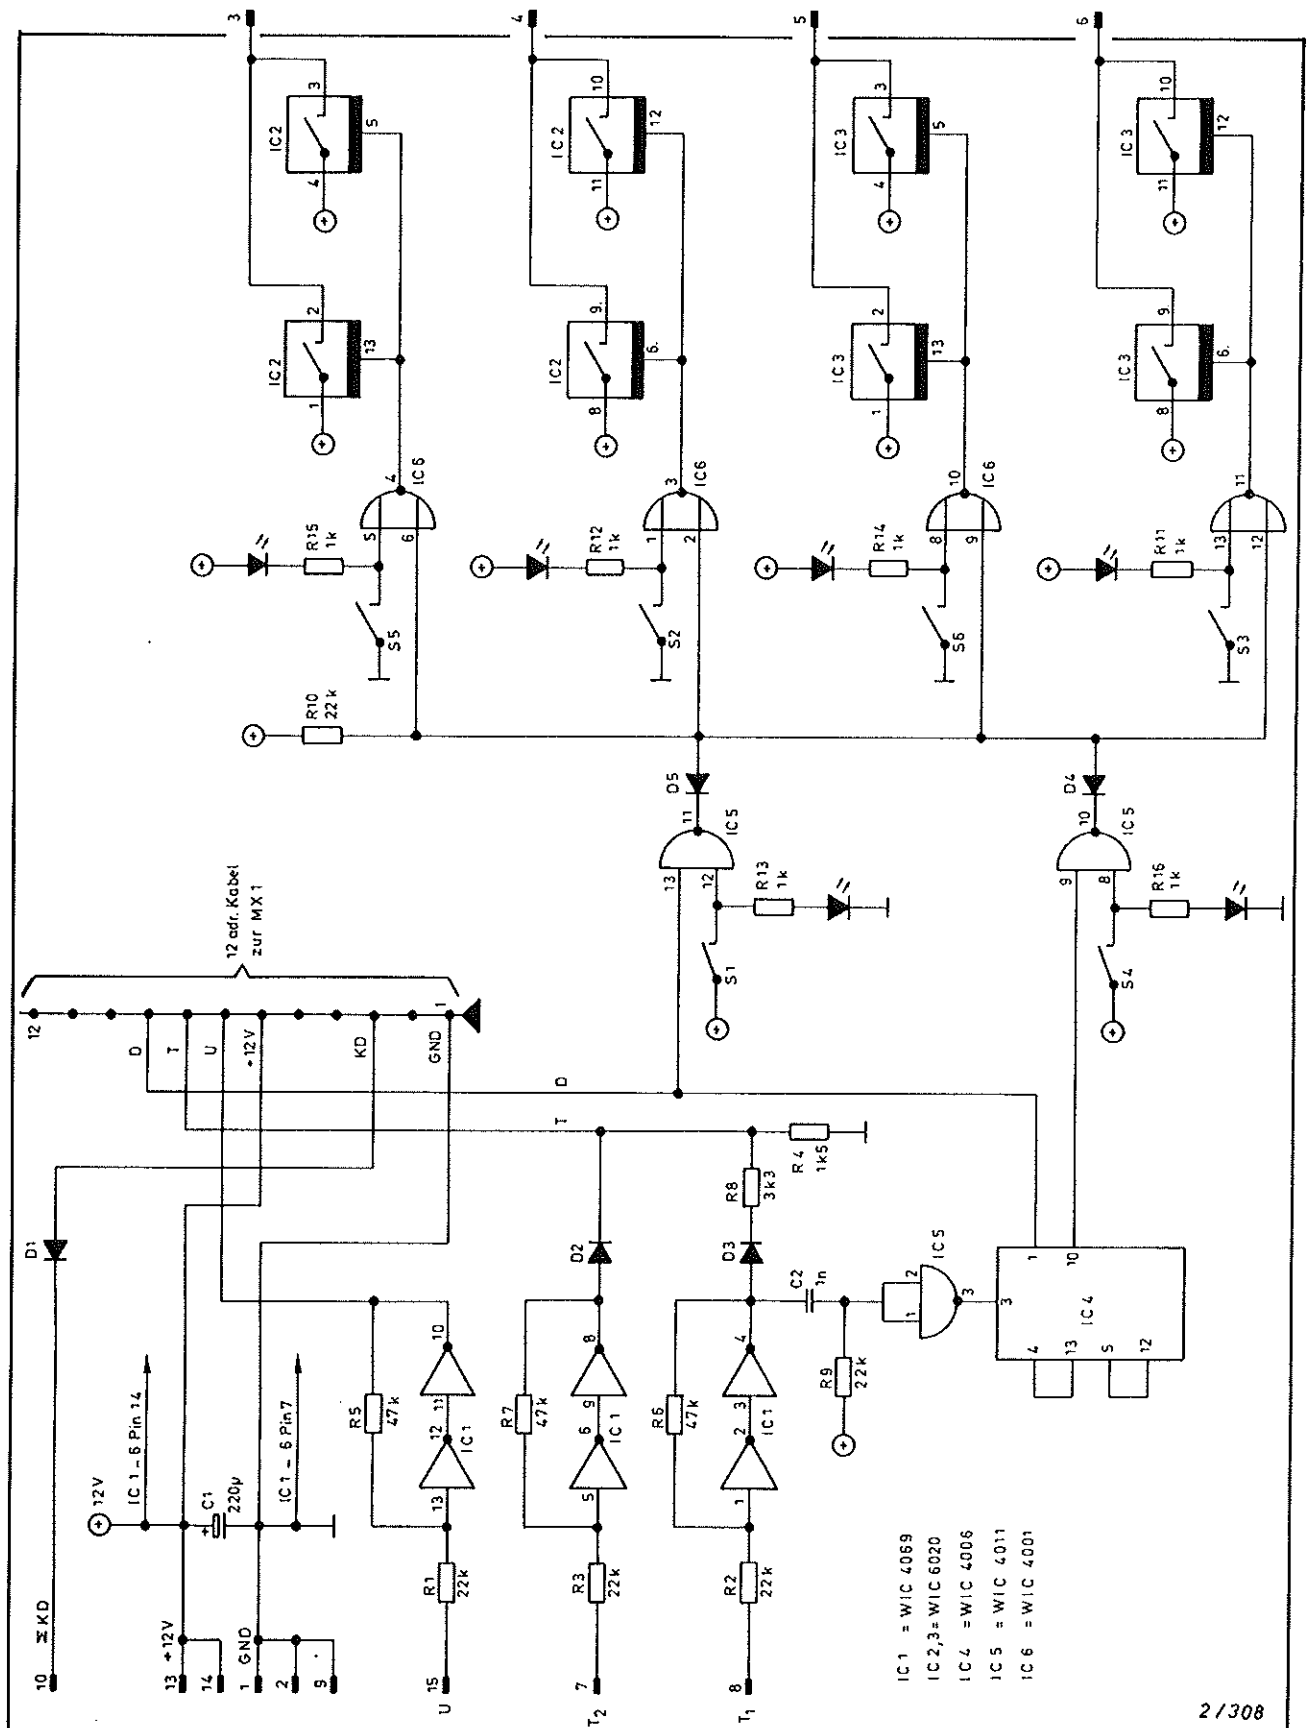 3
4
5
6
IC2
4
3
5
IC2
1
2
13
IC2
11
10
12
IC2
8
9.
6.
IC3
4
3
5
IC3
1
2
13
IC3
11
10
12
IC3
8
9.
6.
R15
1k
S5
5
6
4
IC6
R12
1k
S2
1
2
3
IC6
R14
1k
S6
8
9
10
IC6
R11
1k
S3
13
12
11
R10
22k
D5
11
IC5
13
12
R13
1k
S1
D4
10
IC5
9
8
R16
1k
S4
12 adr. Kabel
zur MX1
12
D
T
U
+12V
KD
GND
1
D
T
D1
R4
1k5
R8
3k3
D2
D3
C2
1n
R9
22k
1
2
IC5
3
3
1
10
IC4
4
13
5
12
10
ΣKD
12V
IC 1 – 6 Pin 14
+
C1
220µ
IC 1 – 6 Pin 7
13
+12V
14
1
GND
2
9
15
U
R1
22k
R5
47k
13
12
11
10
IC1
7
T2
R3
22k
R7
47k
5
6
9
8
IC1
8
T1
R2
22k
R6
47k
1
2
3
4
IC1
IC 1 = WIC 4069
IC 2,3 = WIC 6020
IC 4 = WIC 4006
IC 5 = WIC 4011
IC 6 = WIC 4001
2/308